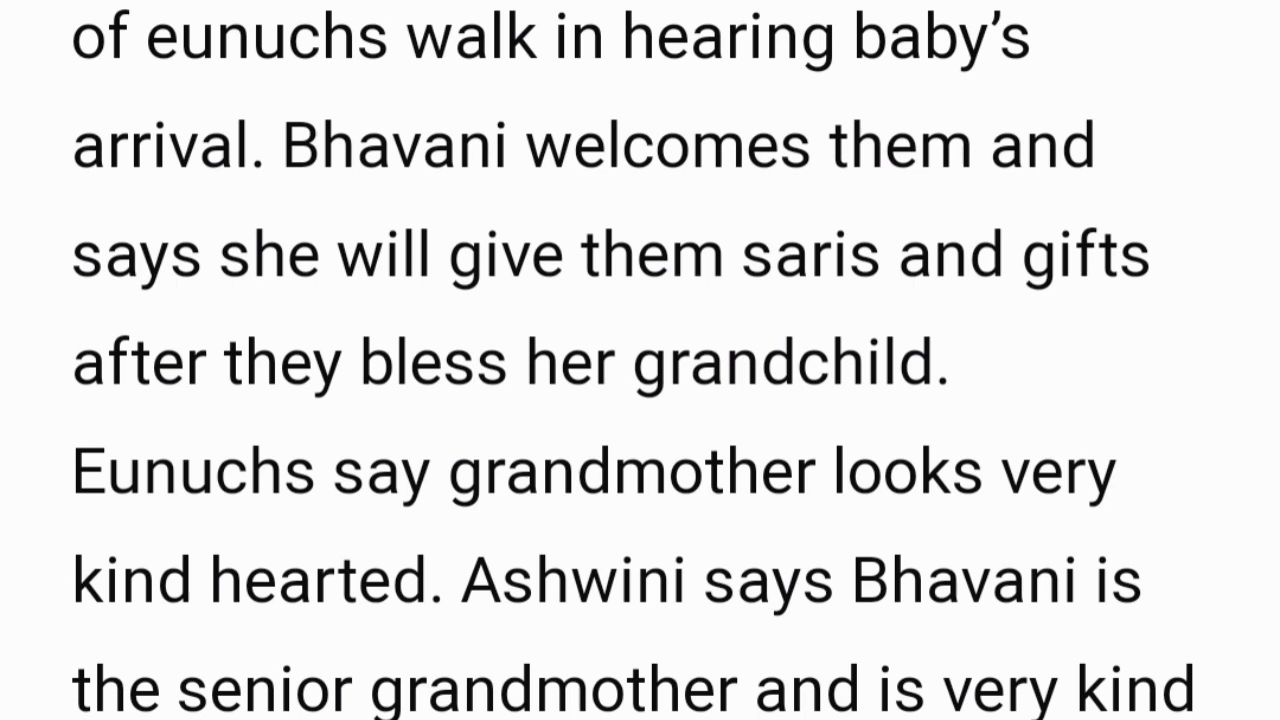 of eunuchs walk in hearing baby’s
arrival. Bhavani welcomes them and
says she will give them saris and gifts
after they bless her grandchild.
Eunuchs say grandmother looks very
kind hearted. Ashwini says Bhavani is
the senior grandmother and is very kind